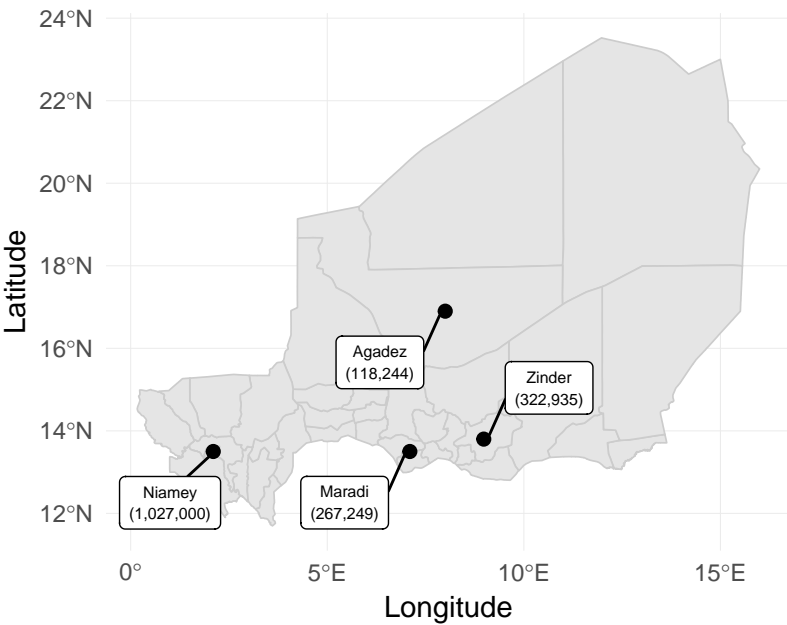 24°N
22°N
20°N
18°N
16°N
14°N
12°N
Latitude
Agadez
(118,244)
Zinder
(322,935)
Niamey
(1,027,000)
Maradi
(267,249)
0°
5°E
10°E
15°E
Longitude